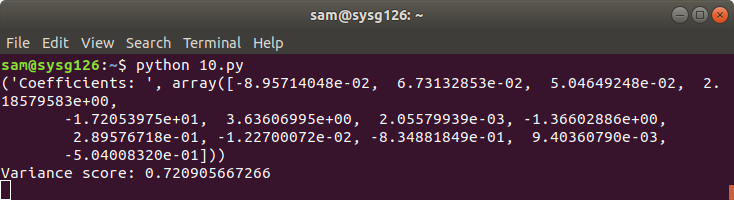 sam@sysg126: ~
File Edit View Search Terminal Help
sam@sysg126:~$ python 10.py
('Coefficients: ', array([-8.95714048e-02,  6.73132853e-02,  5.04649248e-02,  2.
18579583e+00,
       -1.72053975e+01,  3.63606995e+00,  2.05579939e-03, -1.36602886e+00,
        2.89576718e-01, -1.22700072e-02, -8.34881849e-01,  9.40360790e-03,
       -5.04008320e-01]))
Variance score: 0.720905667266